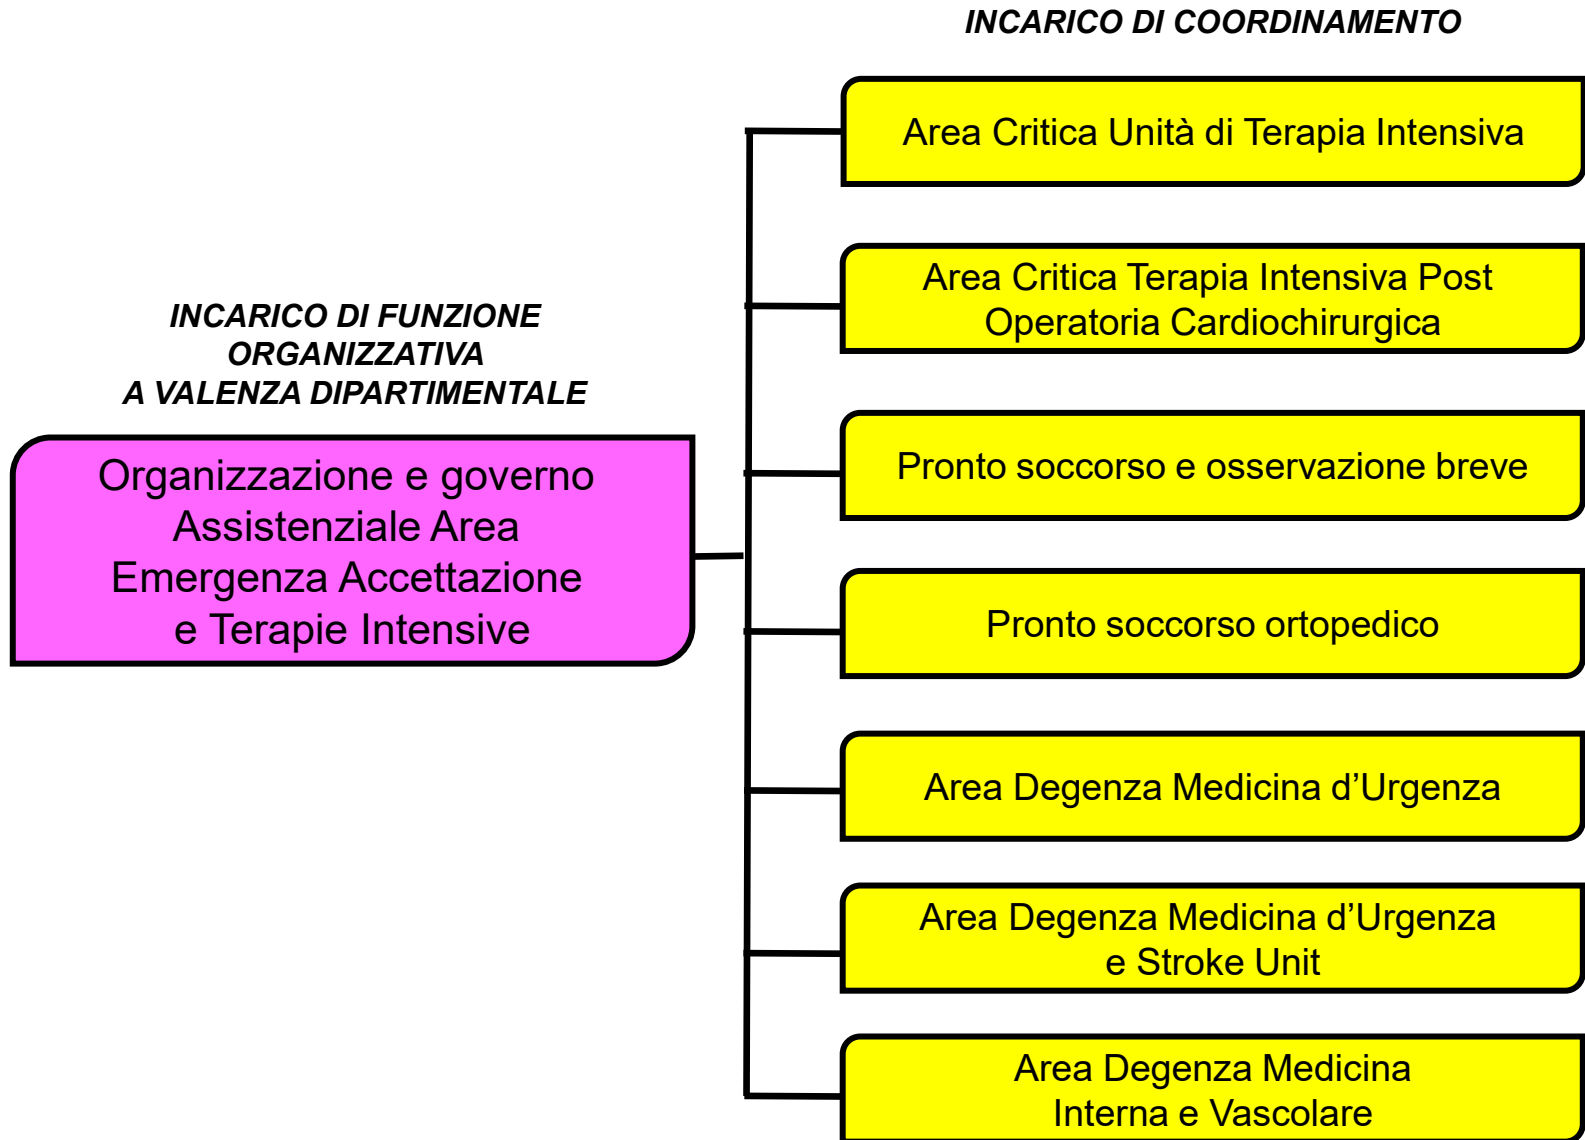 INCARICO DI COORDINAMENTO
Area Critica Unità di Terapia Intensiva
Area Critica Terapia Intensiva Post
Operatoria Cardiochirurgica
INCARICO DI FUNZIONE
ORGANIZZATIVA
A VALENZA DIPARTIMENTALE
Organizzazione e governo
Assistenziale Area
Emergenza Accettazione
e Terapie Intensive
Pronto soccorso e osservazione breve
Pronto soccorso ortopedico
Area Degenza Medicina d’Urgenza
Area Degenza Medicina d’Urgenza
e Stroke Unit
Area Degenza Medicina
Interna e Vascolare